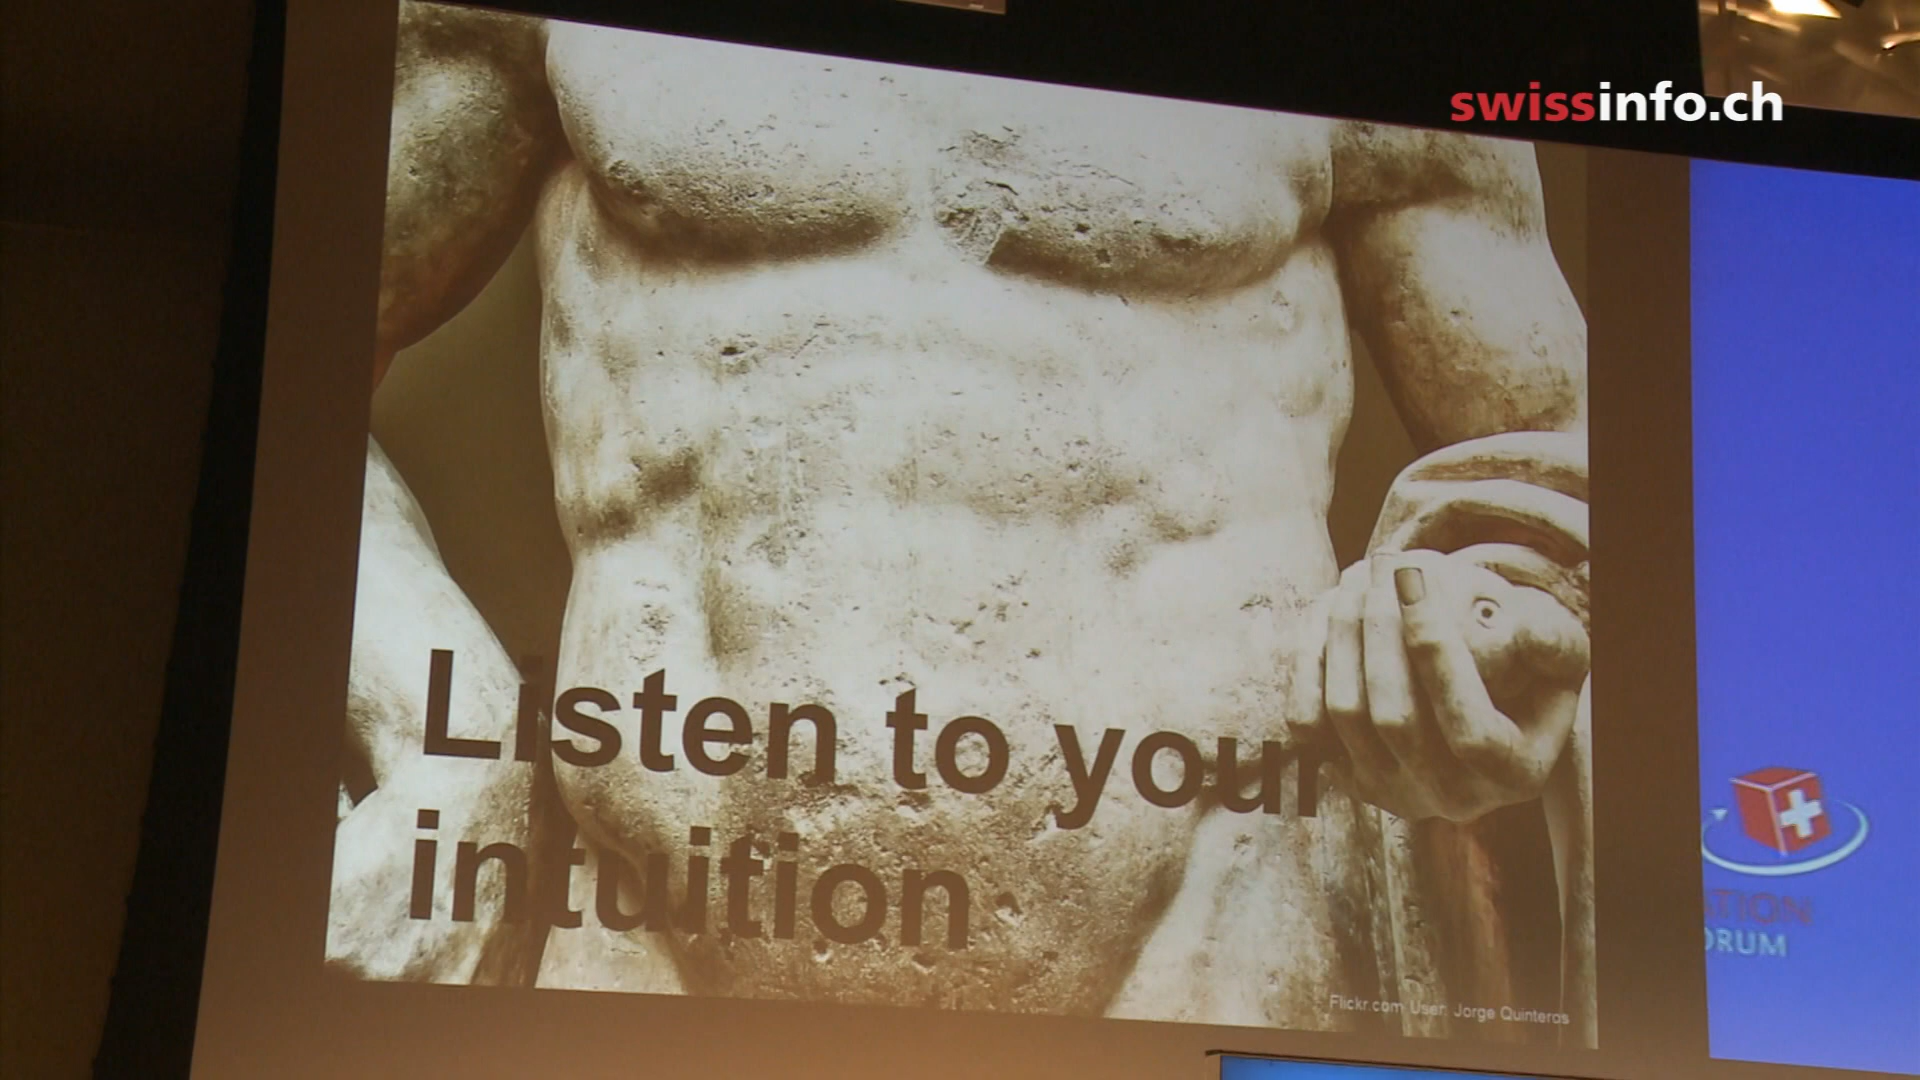 swissinfo.ch
Listen to your
intuition
ATION
ORUM
Flickr.com User: Jorge Quinteros